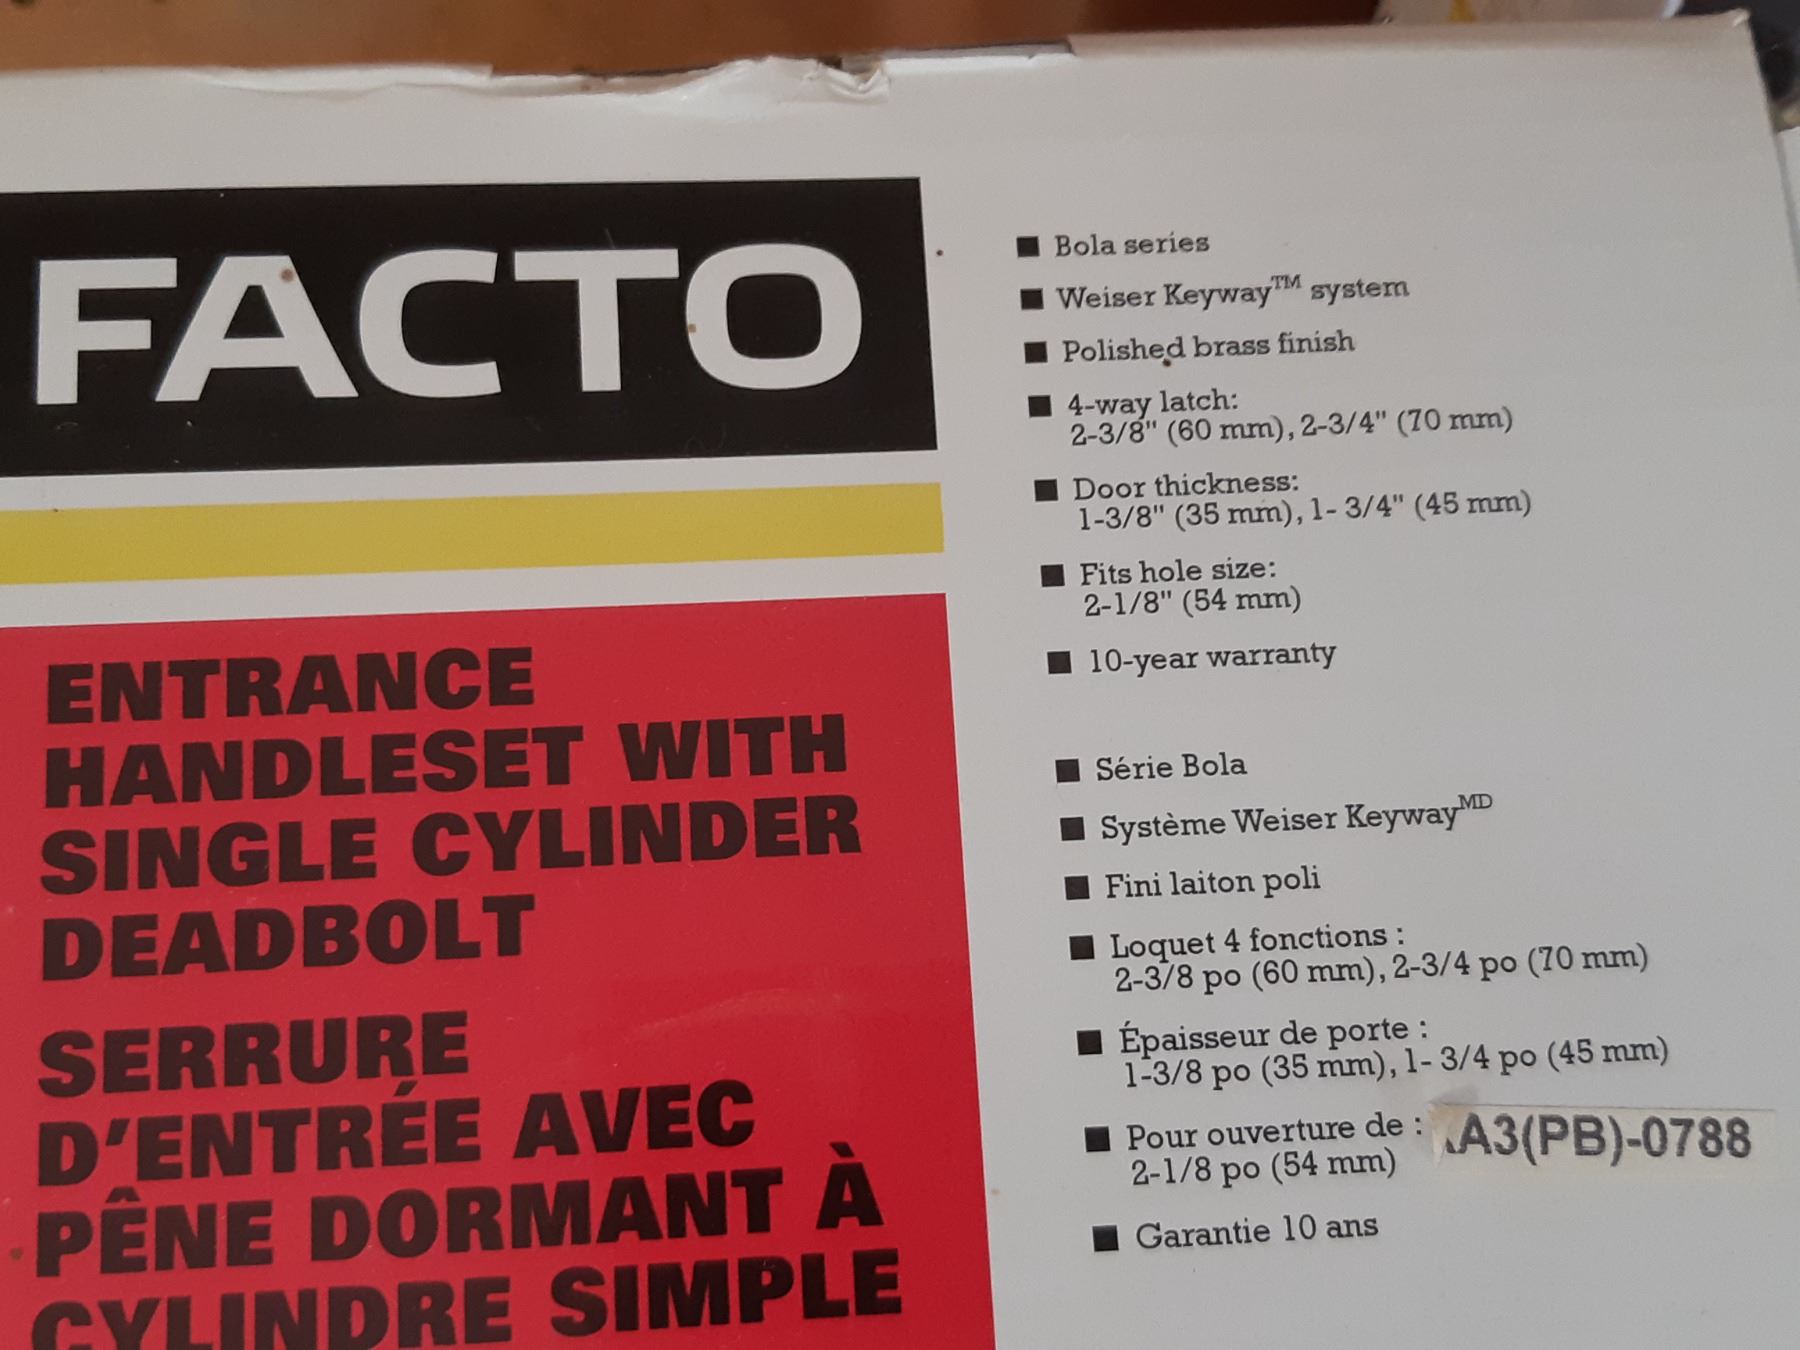 FACTO
ENTRANCE
HANDLESET WITH
SINGLE CYLINDER
DEADBOLT
SERRURE
D'ENTRÉE AVEC
PÊNE DORMANT À
CYLINDRE SIMPLE
■ Bola series
■ Weiser Keyway™ system
■ Polished brass finish
■ 4-way latch:
2-3/8" (60 mm), 2-3/4" (70 mm)
■ Door thickness:
1-3/8" (35 mm), 1- 3/4" (45 mm)
■ Fits hole size:
2-1/8" (54 mm)
■ 10-year warranty
■ Série Bola
■ Système Weiser Keywayᴹᴰ
■ Fini laiton poli
■ Loquet 4 fonctions :
2-3/8 po (60 mm), 2-3/4 po (70 mm)
■ Épaisseur de porte :
1-3/8 po (35 mm), 1- 3/4 po (45 mm)
■ Pour ouverture de :
2-1/8 po (54 mm)
A3(PB)-0788
■ Garantie 10 ans